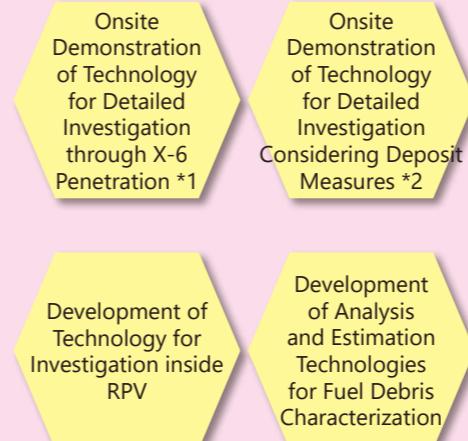 Onsite
Demonstration
of Technology
for Detailed
Investigation
through X-6
Penetration *1
Onsite
Demonstration
of Technology
for Detailed
Investigation
Considering Deposit
Measures *2
Development of
Technology for
Investigation inside
RPV
Development
of Analysis
and Estimation
Technologies
for Fuel Debris
Characterization